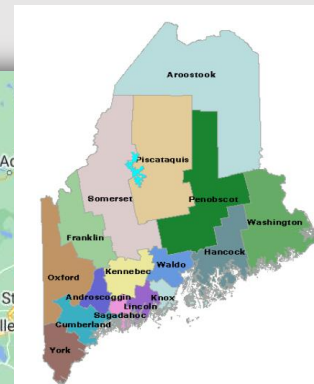 Aroostook
Piscataquis
Somerset
Penobscot
Washington
Franklin
Hancock
Oxford
Kennebec
Waldo
Androscoggin
Knox
Lincoln
Sagadahoc
Cumberland
York